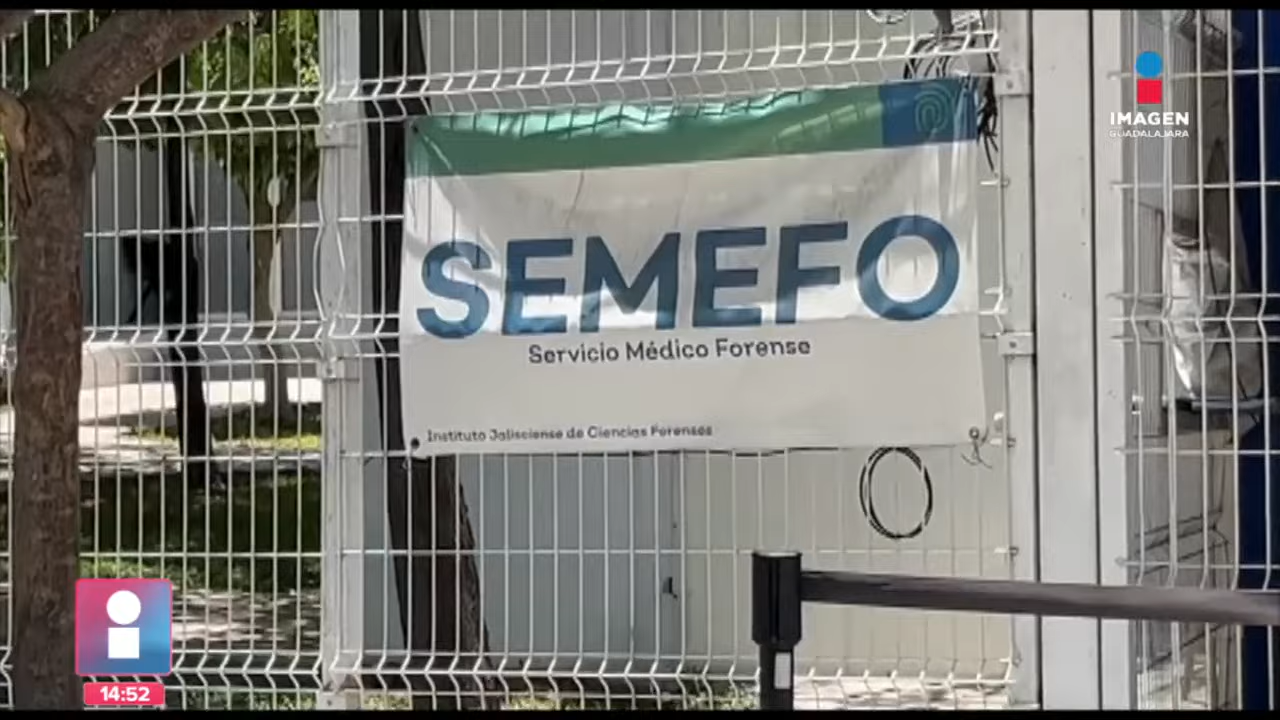 IMAGEN
GUADALAJARA
SEMEFO
Servicio Médico Forense
Instituto Jalisciense de Ciencias Forenses
14:52